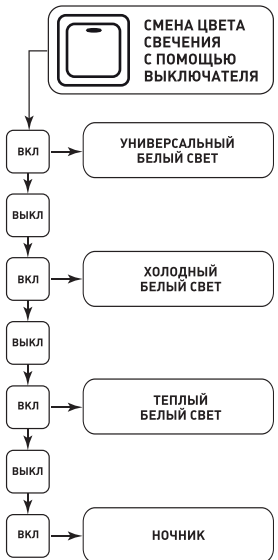 СМЕНА ЦВЕТА
СВЕЧЕНИЯ
С ПОМОЩЬЮ
ВЫКЛЮЧАТЕЛЯ
ВКЛ
УНИВЕРСАЛЬНЫЙ
БЕЛЫЙ СВЕТ
ВЫКЛ
ВКЛ
ХОЛОДНЫЙ
БЕЛЫЙ СВЕТ
ВЫКЛ
ВКЛ
ТЕПЛЫЙ
БЕЛЫЙ СВЕТ
ВЫКЛ
ВКЛ
НОЧНИК